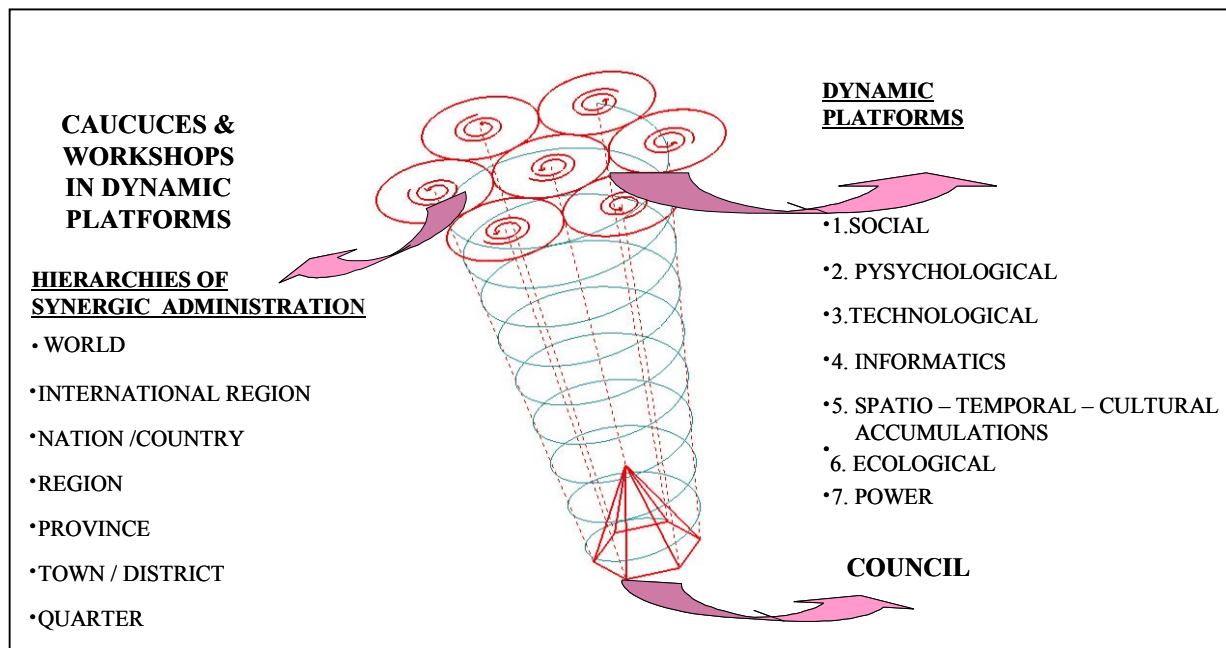 CAUCUCES &
WORKSHOPS
IN DYNAMIC
PLATFORMS
HIERARCHIES OF
SYNERGIC ADMINISTRATION
• WORLD
•INTERNATIONAL REGION
•NATION /COUNTRY
•REGION
•PROVINCE
•TOWN / DISTRICT
•QUARTER
DYNAMIC
PLATFORMS
•1.SOCIAL
•2. PYSYCHOLOGICAL
•3.TECHNOLOGICAL
•4. INFORMATICS
•5. SPATIO – TEMPORAL – CULTURAL
ACCUMULATIONS
• 6. ECOLOGICAL
•7. POWER
COUNCIL